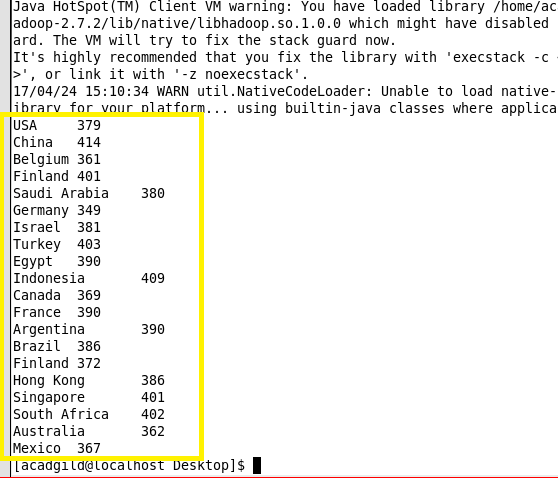 Java HotSpot(TM) Client VM warning: You have loaded library /home/ac
adoop-2.7.2/lib/native/libhadoop.so.1.0.0 which might have disabled
ard. The VM will try to fix the stack guard now.
It's highly recommended that you fix the library with 'execstack -c
>', or link it with '-z noexecstack'.
17/04/24 15:10:34 WARN util.NativeCodeLoader: Unable to load native-
ibrary for your platform... using builtin-java classes where applica
USA 379
China 414
Belgium 361
Finland 401
Saudi Arabia 380
Germany 349
Israel 381
Turkey 403
Egypt 390
Indonesia 409
Canada 369
France 390
Argentina 390
Brazil 386
Finland 372
Hong Kong 386
Singapore 401
South Africa 402
Australia 362
Mexico 367
[acadgild@localhost Desktop]$